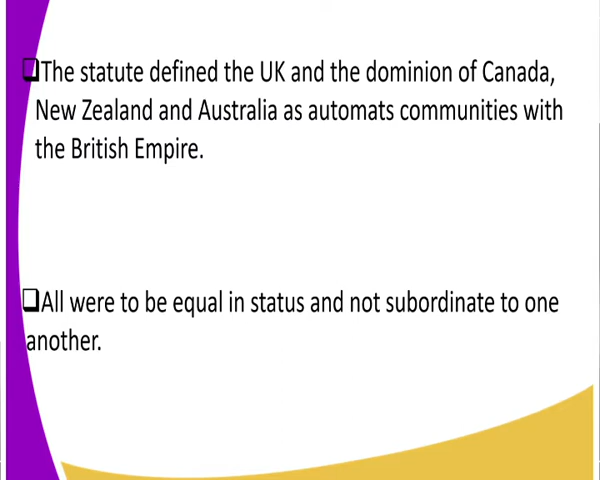 ❑The statute defined the UK and the dominion of Canada,
New Zealand and Australia as automats communities with
the British Empire.
❑All were to be equal in status and not subordinate to one
another.